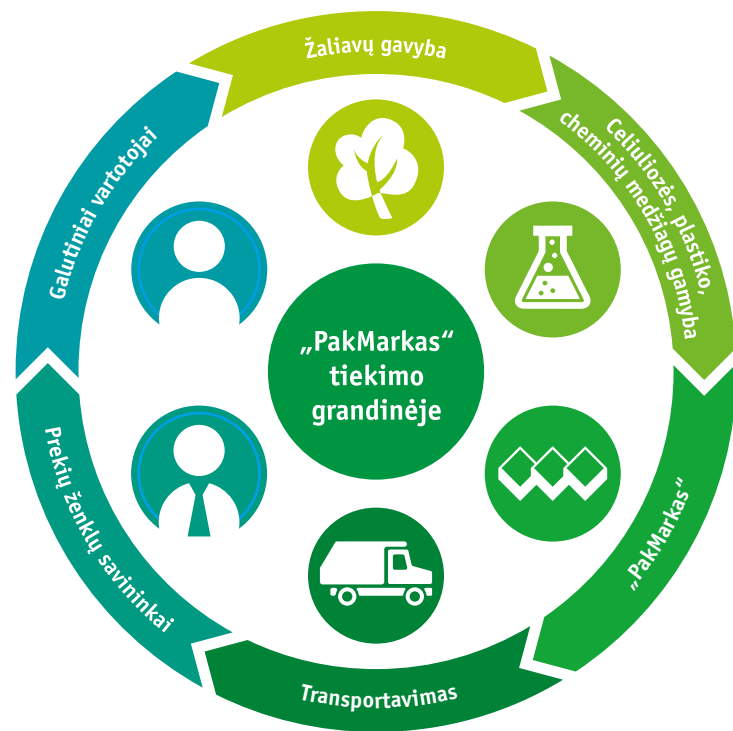 Žaliavų gavyba
Celiuliozės, plastiko,
cheminių medžiagų gamyba
„PakMarkas“
Transportavimas
Prekių ženklų savininkai
Galutiniai vartotojai
„PakMarkas“
tiekimo
grandinėje